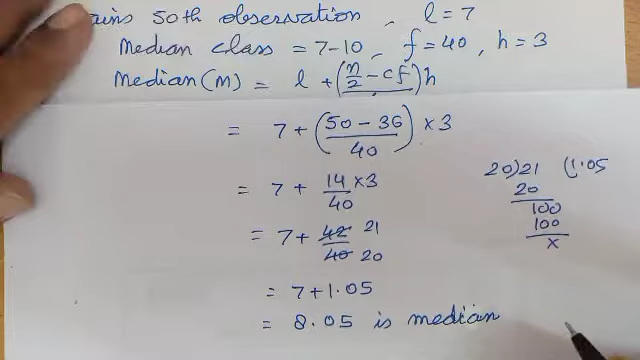 50th observation, l = 7
Median class = 7-10, f = 40, h = 3
Median (M) = l + (n/2 - cf)h
= 7 + (50 - 36/40) × 3
= 7 + 14/40 × 3
= 7 + 42/40 21/20
= 7 + 1.05
= 8.05 is median
20)21(1.05
20
100
100
x